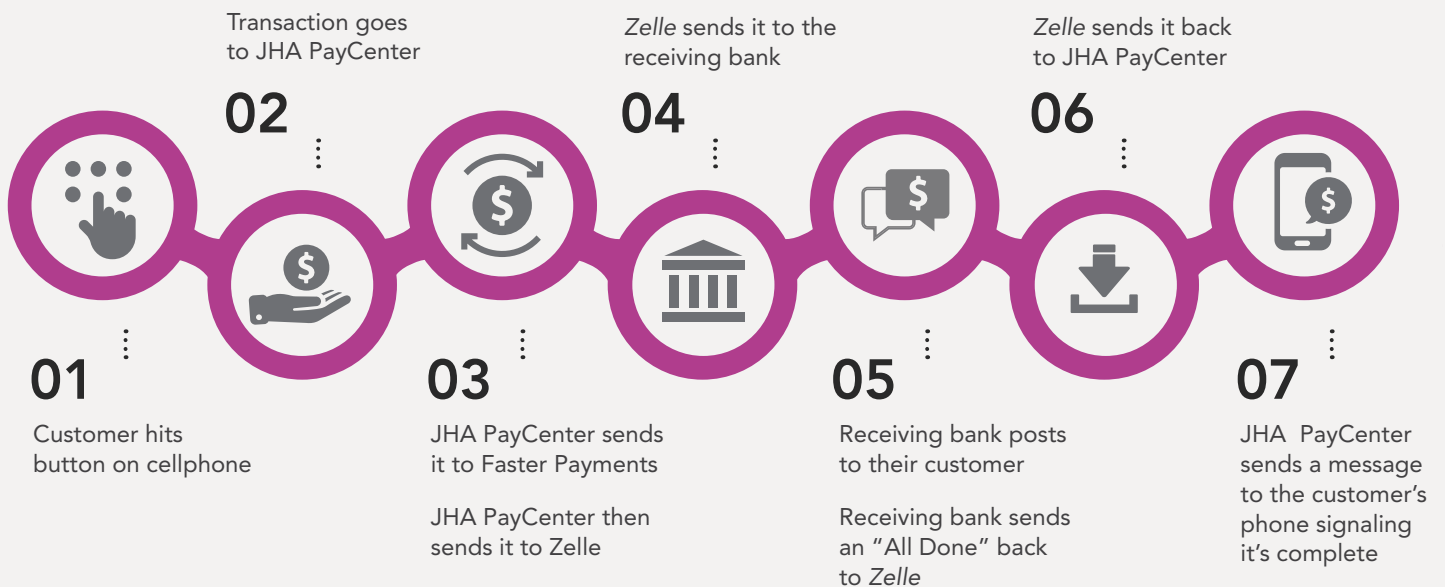 01
Customer hits
button on cellphone
Transaction goes
to JHA PayCenter
02
$
03
$
JHA PayCenter sends
it to Faster Payments
JHA PayCenter then
sends it to Zelle
Zelle sends it to the
receiving bank
04
$
05
Receiving bank posts
to their customer
Receiving bank sends
an “All Done” back
to Zelle
Zelle sends it back
to JHA PayCenter
06
$
07
JHA PayCenter
sends a message
to the customer’s
phone signaling
it’s complete